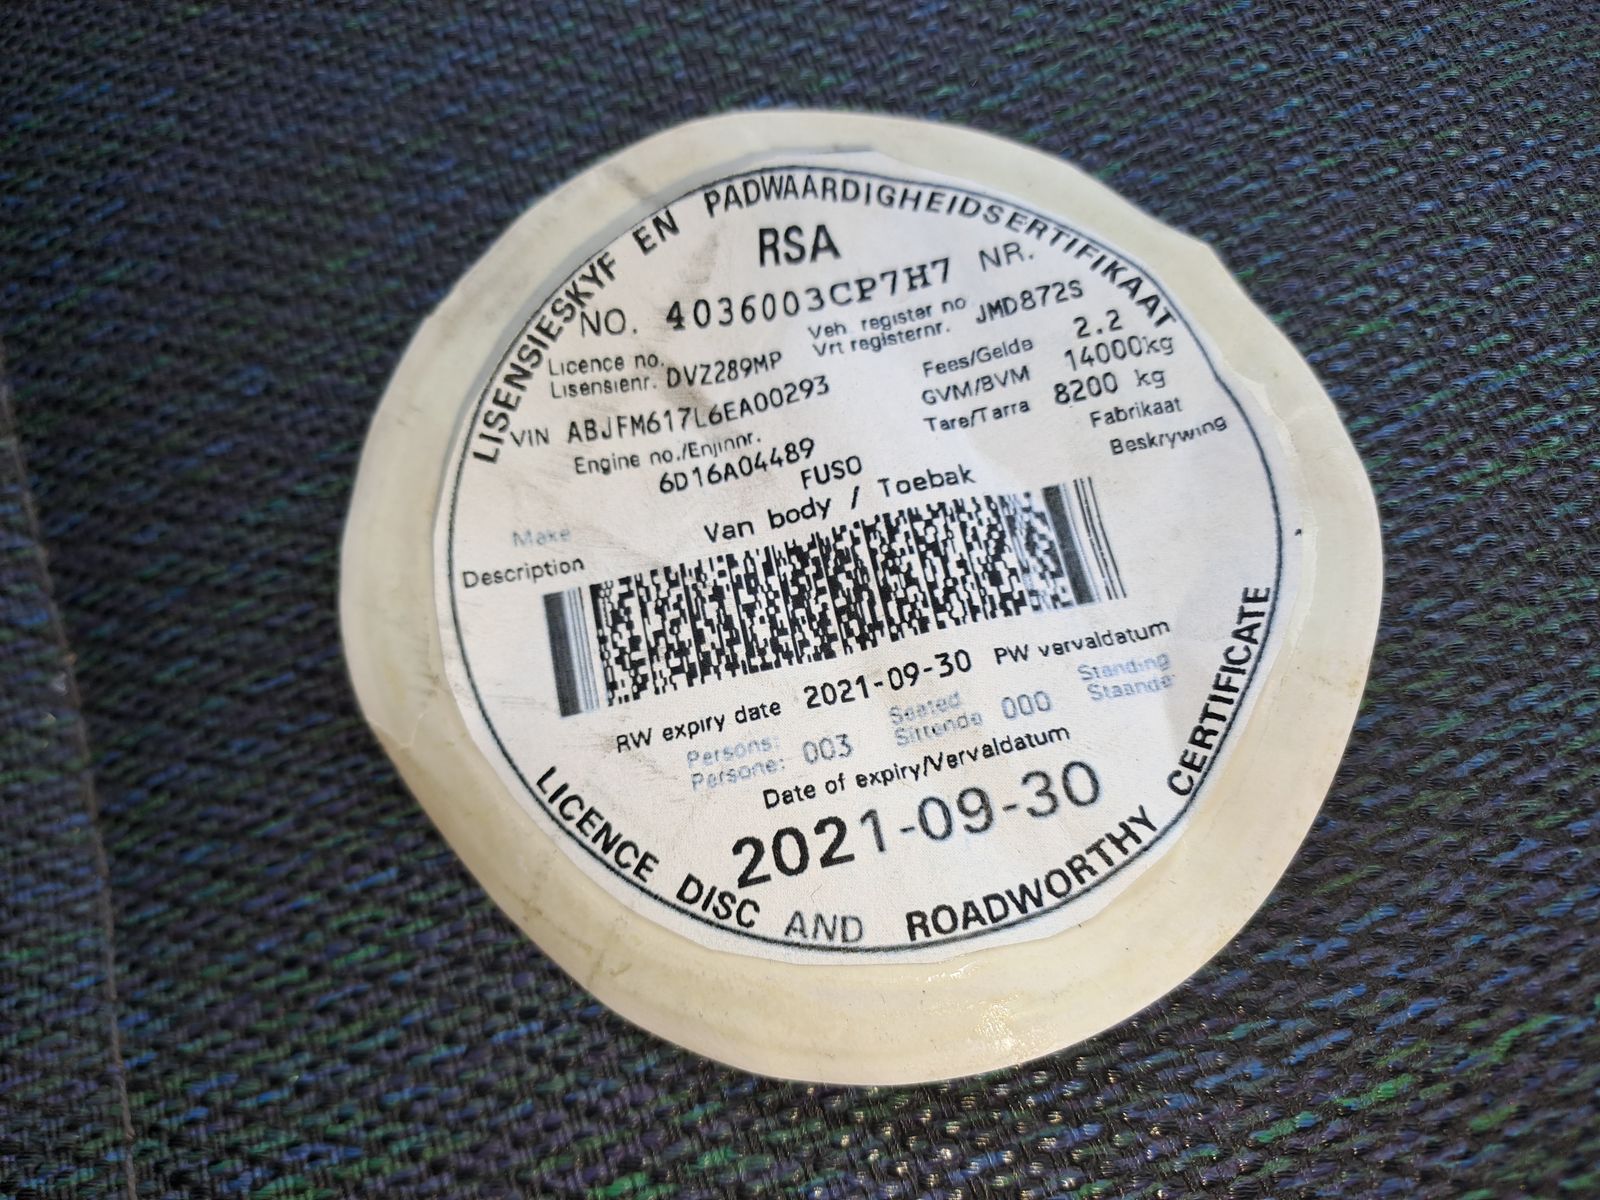 LISENSIESKYF EN PADWAARDIGHEIDSERTIFIKAAT
RSA
NO. 4036003CP7H7 NR.
Licence no. Veh. register no.
Lisensienr. DVZ289MP Vrt registernr. JMD872S
VIN ABJFM617L6EA00293 Fees/Gelde 2.2
Engine no./Enjinnr. GVM/BVM 14000kg
6D16A04489 Tare/Tarra 8200 kg
Make FUSO Fabrikaat
Description Van body / Toebak Beskrywing
RW expiry date 2021-09-30 PW vervaldatum
Persons: Seated Standing
Persone: 003 Sittende 000 Staande:
Date of expiry/Vervaldatum
2021-09-30
LICENCE DISC AND ROADWORTHY CERTIFICATE